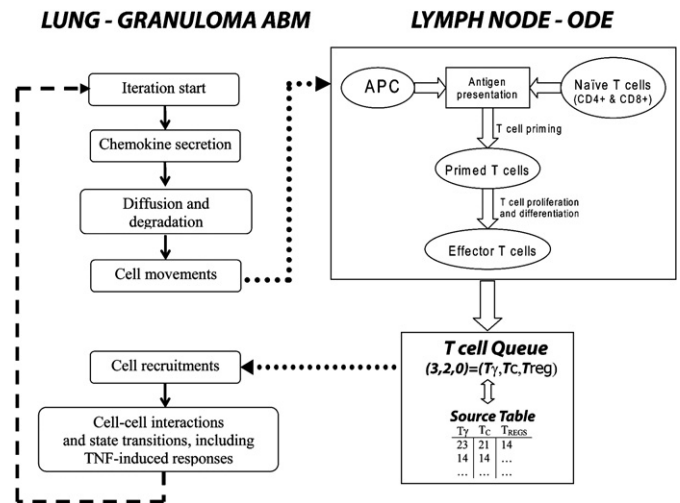 LUNG - GRANULOMA ABM
Iteration start
Chemokine secretion
Diffusion and
degradation
Cell movements
Cell recruitments
Cell-cell interactions
and state transitions, including
TNF-induced responses
LYMPH NODE - ODE
APC
Antigen
presentation
Naïve T cells
(CD4+ & CD8+)
T cell priming
Primed T cells
T cell proliferation
and differentiation
Effector T cells
T cell Queue
(3,2,0)=(Tγ,Tc,Treg)
Source Table
Tγ TC TREGS
23 21 14
14 14 ...
... ... ...